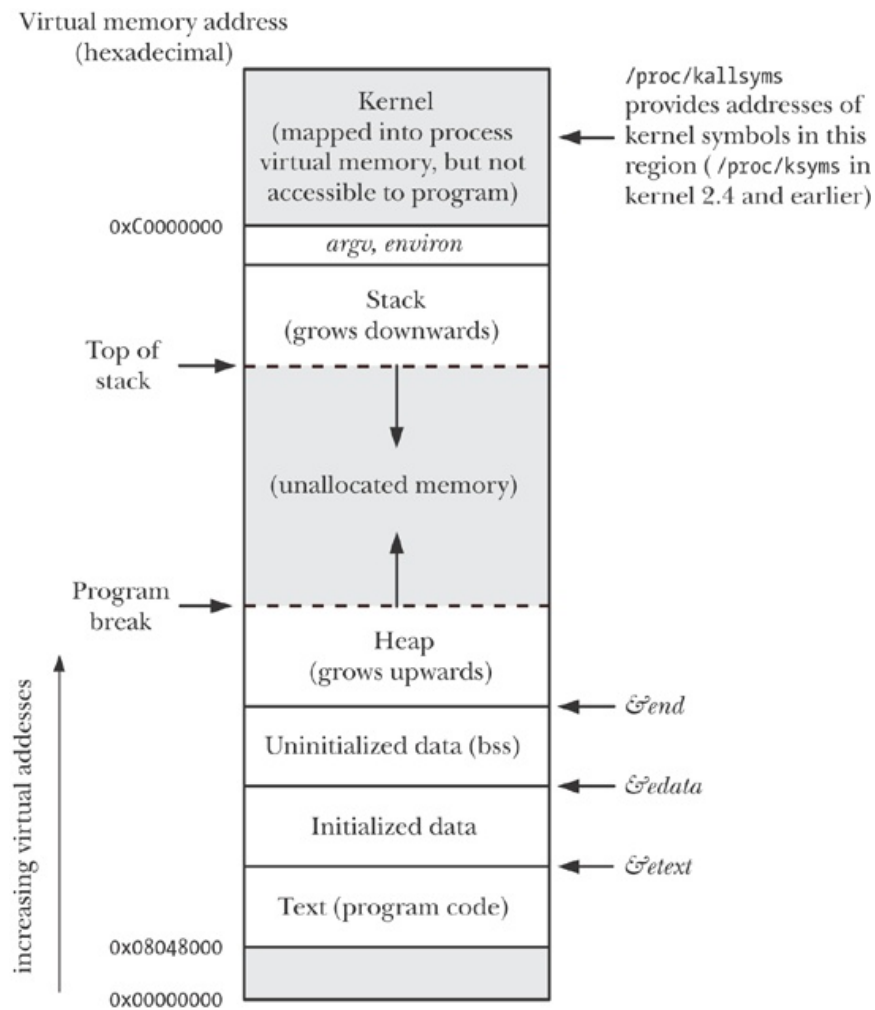 Virtual memory address
(hexadecimal)
Kernel
(mapped into process
virtual memory, but not
accessible to program)
/proc/kallsyms
provides addresses of
kernel symbols in this
region (/proc/ksyms in
kernel 2.4 and earlier)
0xC0000000
argv, environ
Stack
(grows downwards)
Top of
stack
(unallocated memory)
Program
break
Heap
(grows upwards)
&end
Uninitialized data (bss)
&edata
Initialized data
&etext
Text (program code)
0x08048000
0x00000000
increasing virtual addesses